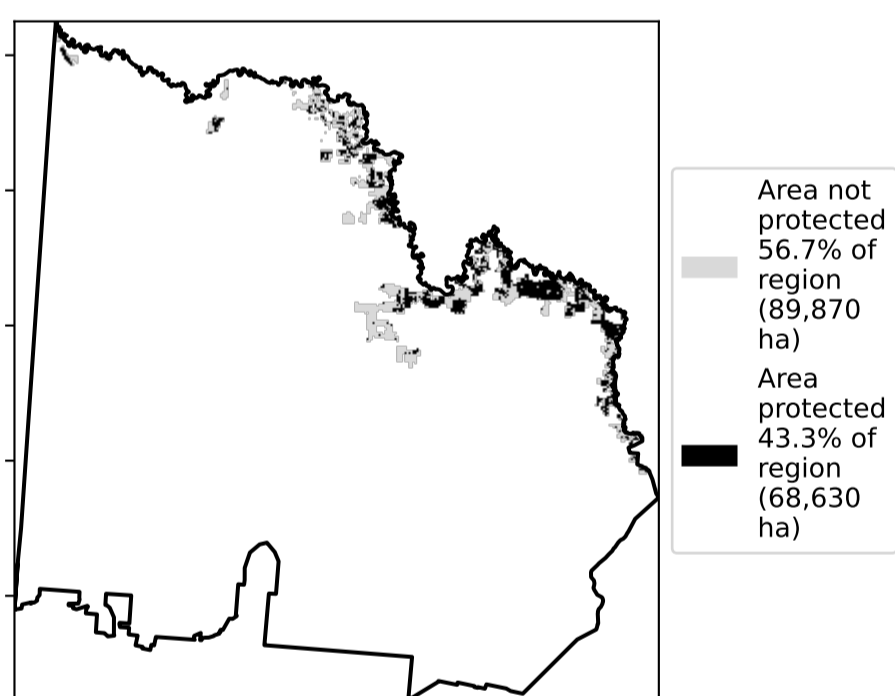 Area not
protected
56.7% of
region
(89,870
ha)
Area
protected
43.3% of
region
(68,630
ha)